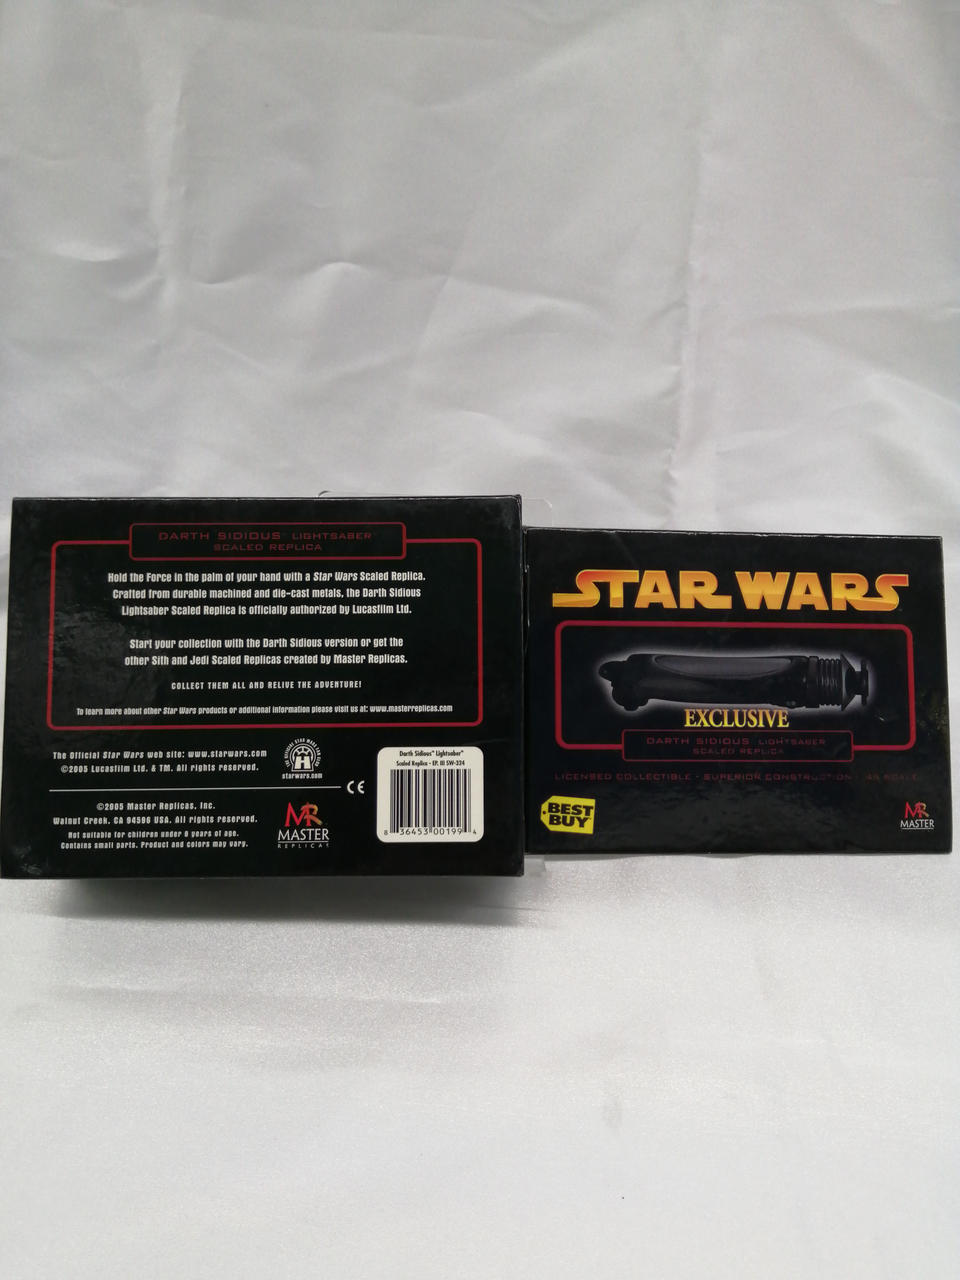 DARTH SIDIOUS™ LIGHTSABER™
SCALED REPLICA
Hold the Force in the palm of your hand with a Star Wars Scaled Replica.
Crafted from durable machined and die-cast metals, the Darth Sidious
Lightsaber Scaled Replica is officially authorized by Lucasfilm Ltd.
Start your collection with the Darth Sidious version or get the
other Sith and Jedi Scaled Replicas created by Master Replicas.
COLLECT THEM ALL AND RELIVE THE ADVENTURE!
To learn more about other Star Wars products or additional information please visit us at: www.masterreplicas.com
The Official Star Wars web site: www.starwars.com
©2005 Lucasfilm Ltd. & TM. All rights reserved.
starwars.com
CE
©2005 Master Replicas, Inc.
Walnut Creek, CA 94596 USA. All rights reserved.
Not suitable for children under 8 years of age.
Contains small parts. Product and colors may vary.
MR
MASTER
REPLICAS
Darth Sidious™ Lightsaber™
Scaled Replica - EP. III SW-324
8 36453 00199 4
STAR WARS
EXCLUSIVE
DARTH SIDIOUS LIGHTSABER
SCALED REPLICA
LICENSED COLLECTIBLE · SUPERIOR CONSTRUCTION · .45 SCALE
BEST
BUY
MR
MASTER